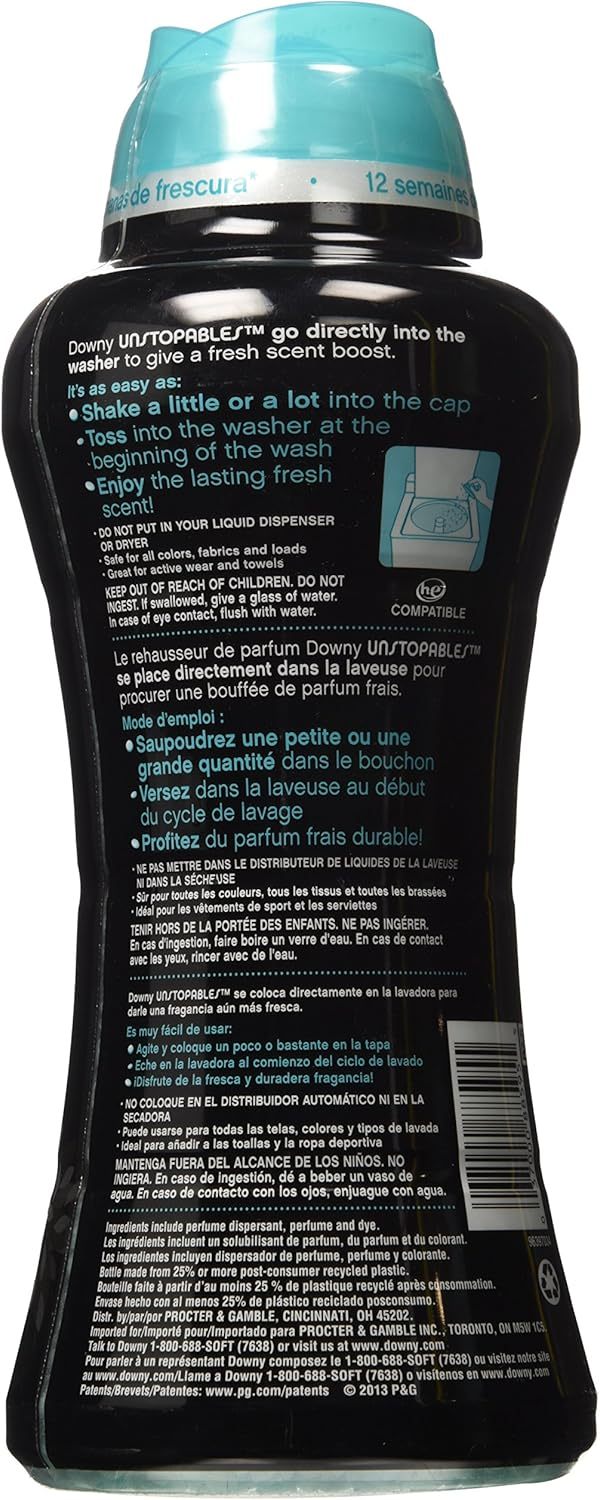 de frescura* • 12 semaines
Downy UNSTOPABLES™ go directly into the
washer to give a fresh scent boost.
It's as easy as:
• Shake a little or a lot into the cap
• Toss into the washer at the
beginning of the wash
• Enjoy the lasting fresh
scent!
• DO NOT PUT IN YOUR LIQUID DISPENSER
OR DRYER
• Safe for all colors, fabrics and loads
• Great for active wear and towels
KEEP OUT OF REACH OF CHILDREN. DO NOT
INGEST. If swallowed, give a glass of water.
In case of eye contact, flush with water.
he
COMPATIBLE
Le rehausseur de parfum Downy UNSTOPABLES™
se place directement dans la laveuse pour
procurer une bouffée de parfum frais.
Mode d'emploi :
• Saupoudrez une petite ou une
grande quantité dans le bouchon
• Versez dans la laveuse au début
du cycle de lavage
• Profitez du parfum frais durable!
• NE PAS METTRE DANS LE DISTRIBUTEUR DE LIQUIDES DE LA LAVEUSE
NI DANS LA SÉCHEUSE
• Sûr pour toutes les couleurs, tous les tissus et toutes les brassées
• Idéal pour les vêtements de sport et les serviettes
TENIR HORS DE LA PORTÉE DES ENFANTS. NE PAS INGÉRER.
En cas d'ingestion, faire boire un verre d'eau. En cas de contact
avec les yeux, rincer avec de l'eau.
Downy UNSTOPABLES™ se coloca directamente en la lavadora para
darle una fragancia aún más fresca.
Es muy fácil de usar:
• Agite y coloque un poco o bastante en la tapa
• Eche en la lavadora al comienzo del ciclo de lavado
• ¡Disfrute de la fresca y duradera fragancia!
• NO COLOQUE EN EL DISTRIBUIDOR AUTOMÁTICO NI EN LA
SECADORA
• Puede usarse para todas las telas, colores y tipos de lavada
• Ideal para añadir a las toallas y la ropa deportiva
MANTENGA FUERA DEL ALCANCE DE LOS NIÑOS. NO
INGIERA. En caso de ingestión, dé a beber un vaso de
agua. En caso de contacto con los ojos, enjuague con agua.
96397024
Ingredients include perfume dispersant, perfume and dye.
Les ingrédients incluent un solubilisant de parfum, du parfum et du colorant.
Los ingredientes incluyen dispersador de perfume, perfume y colorante.
Bottle made from 25% or more post-consumer recycled plastic.
Bouteille faite à partir d'au moins 25 % de plastique recyclé après consommation.
Envase hecho con al menos 25% de plástico reciclado posconsumo.
Distr. by/par/por PROCTER & GAMBLE, CINCINNATI, OH 45202.
Imported for/Importé pour/Importado para PROCTER & GAMBLE INC., TORONTO, ON M5W 1C5.
Talk to Downy 1-800-688-SOFT (7638) or visit us at www.downy.com
Pour parler à un représentant Downy composez le 1-800-688-SOFT (7638) ou visitez notre site
au www.downy.com/Llame a Downy 1-800-688-SOFT (7638) o visítenos en www.downy.com
Patents/Brevets/Patentes: www.pg.com/patents © 2013 P&G